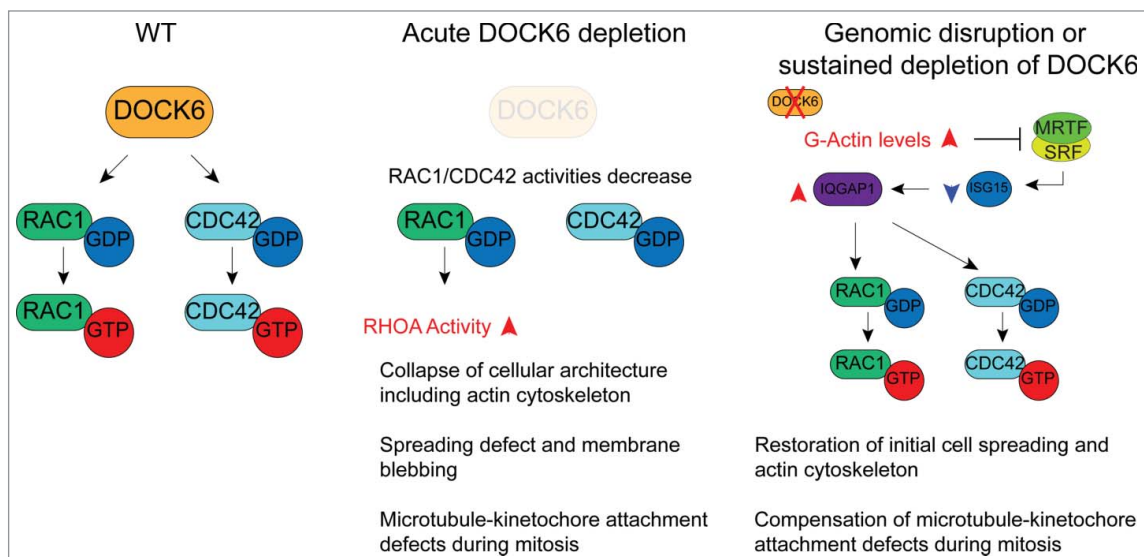 WT
DOCK6
RAC1
GDP
CDC42
GDP
RAC1
GTP
CDC42
GTP
Acute DOCK6 depletion
DOCK6
RAC1/CDC42 activities decrease
RAC1
GDP
CDC42
GDP
RHOA Activity
Collapse of cellular architecture
including actin cytoskeleton
Spreading defect and membrane
blebbing
Microtubule-kinetochore attachment
defects during mitosis
Genomic disruption or
sustained depletion of DOCK6
DOCK6
G-Actin levels
MRTF
SRF
IQGAP1
ISG15
RAC1
GDP
CDC42
GDP
RAC1
GTP
CDC42
GTP
Restoration of initial cell spreading and
actin cytoskeleton
Compensation of microtubule-kinetochore
attachment defects during mitosis